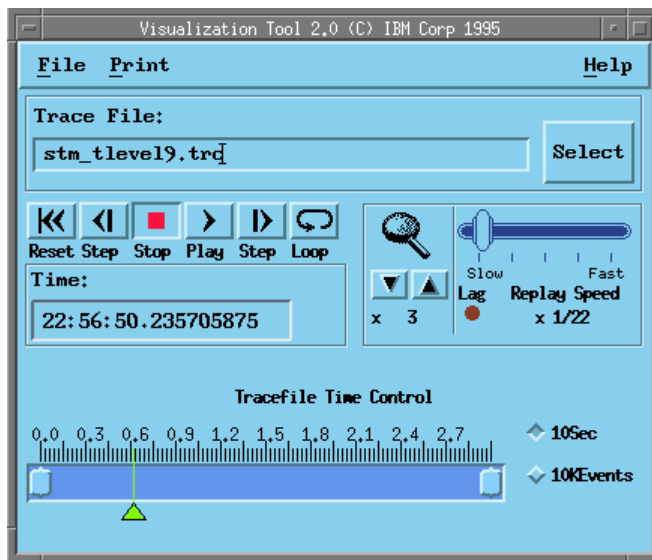 Visualization Tool 2.0 (C) IBM Corp 1995
File Print Help
Trace File:
stm_tlevel9.trc
Select
Reset Step Stop Play Step Loop
Time:
22:56:50.235705875
x 3
Slow Fast
Lag Replay Speed
x 1/22
Tracefile Time Control
0.0 0.3 0.6 0.9 1.2 1.5 1.8 2.1 2.4 2.7
10Sec
10KEvents